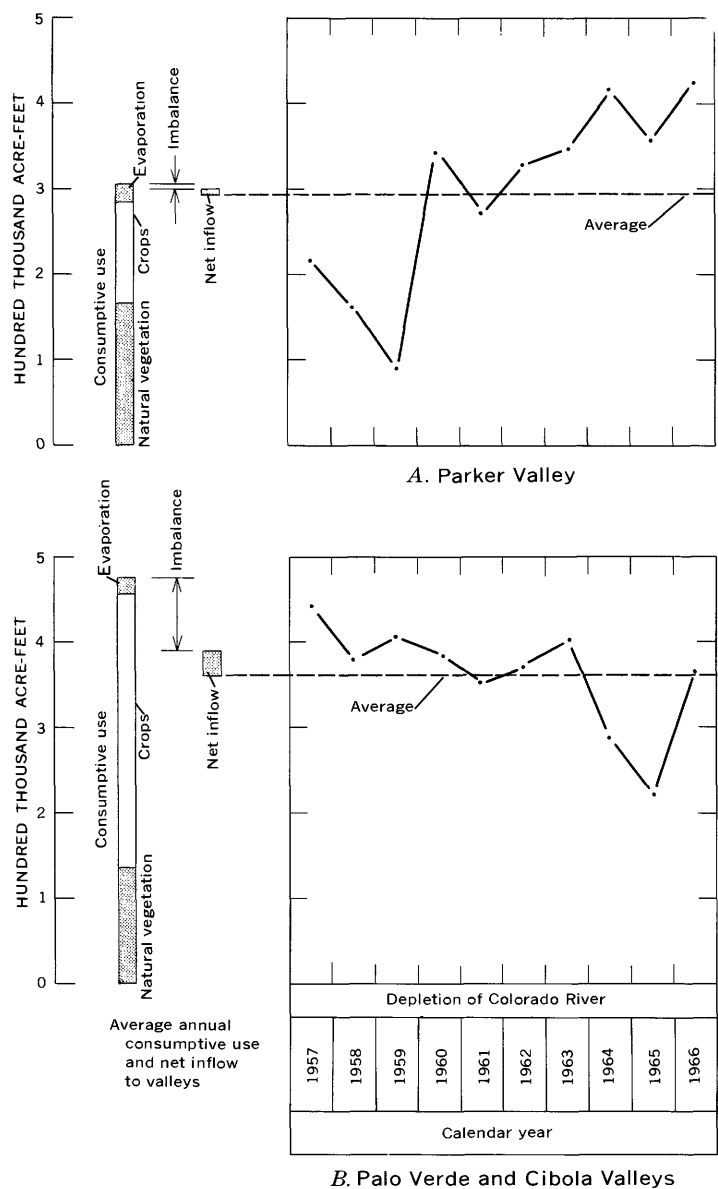 HUNDRED THOUSAND ACRE-FEET
5
4
3
2
1
0
Evaporation
Imbalance
Consumptive use
Crops
Natural vegetation
Net inflow
Average
A. Parker Valley
HUNDRED THOUSAND ACRE-FEET
5
4
3
2
1
0
Evaporation
Imbalance
Consumptive use
Crops
Natural vegetation
Net inflow
Average
Average annual
consumptive use
and net inflow
to valleys
Depletion of Colorado River
1957
1958
1959
1960
1961
1962
1963
1964
1965
1966
Calendar year
B. Palo Verde and Cibola Valleys